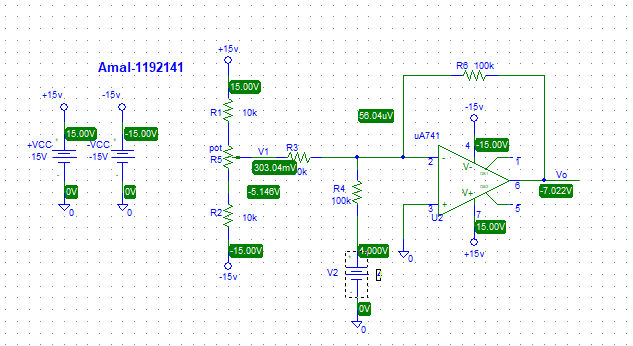 Amal-1192141
+15v
-15v
+VCC
15V
15.00V
0V
0
-VCC
-15V
-15.00V
0V
0
+15v
15.00V
R1
10k
pot
R5
V1
303.04mV
-5.146V
R2
10k
-15.00V
-15v
R3
R4
100k
V2
4.000V
0V
0
56.04uV
R6 100k
uA741
-15v
-15.00V
4
V-
2
-
1
OS1
6
Vo
-7.022V
OS2
5
V+
+
3
U2
7
15.00V
+15v
0